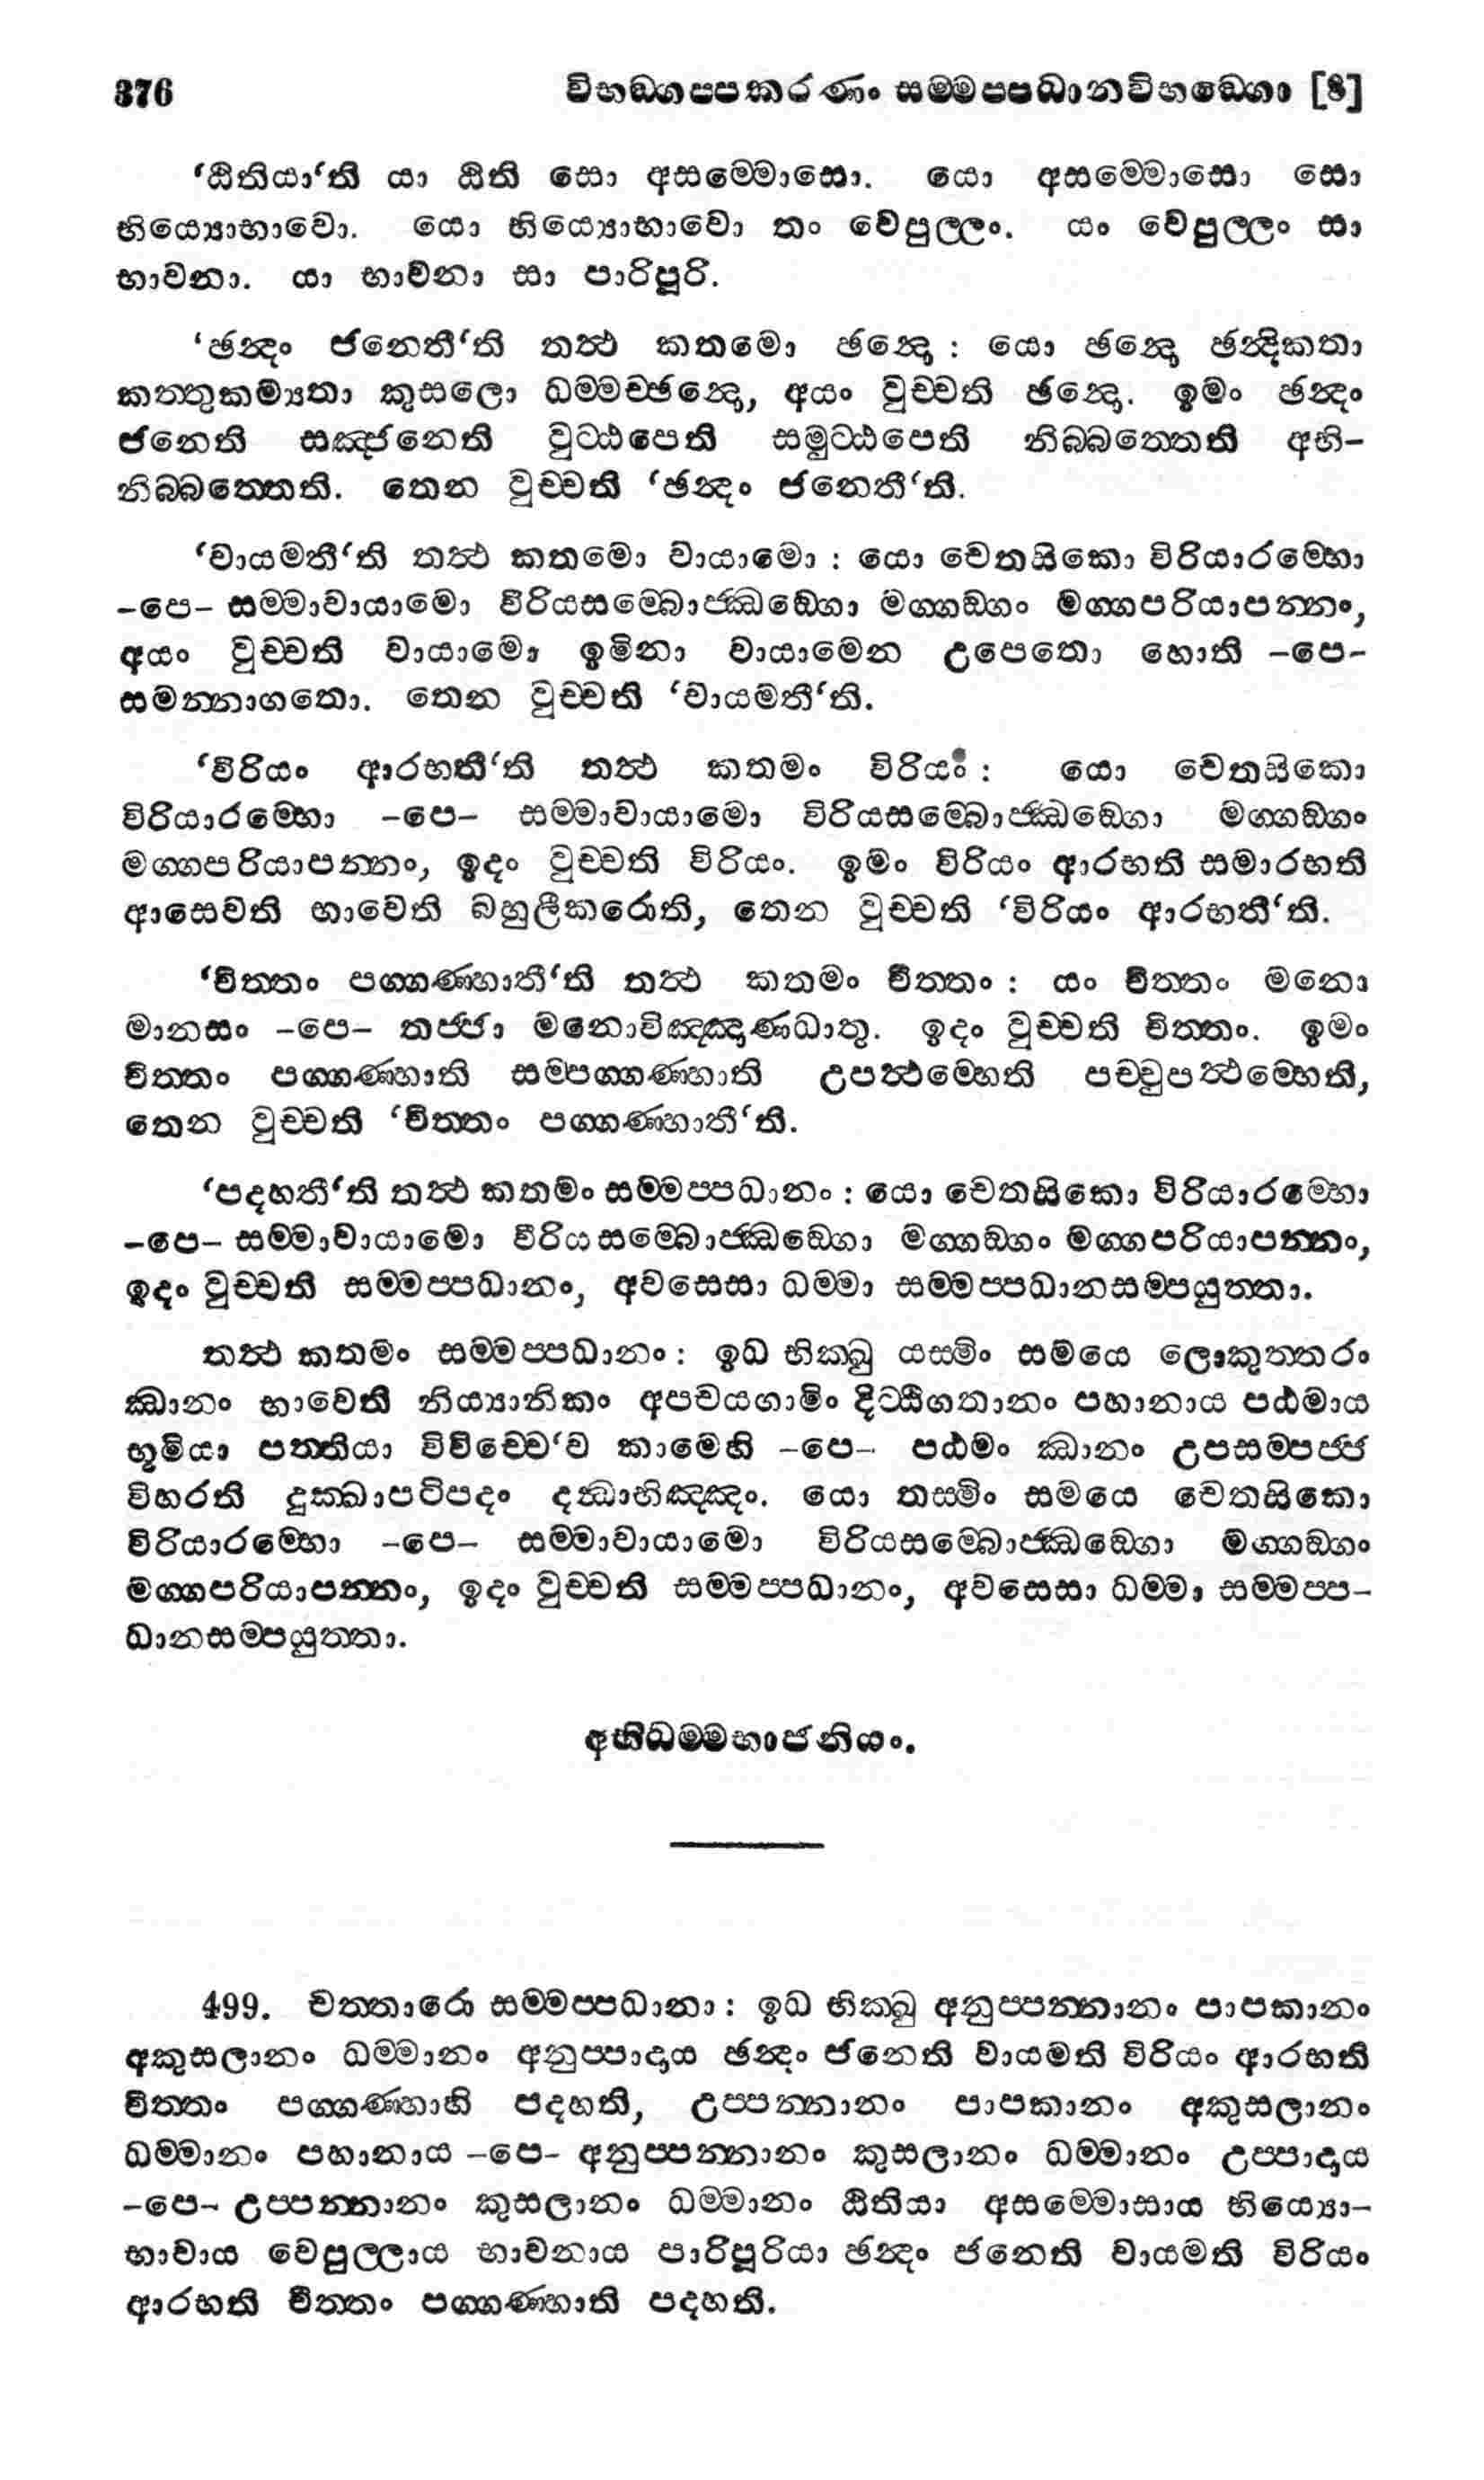 376 විභඞ්ගප්පකරණං සම්මප්පධානවිභඞ්ගො [8]
‘ඨිතියා‘ති යා ඨිති සො අසම්මොසො. යො අසම්මොසො සො
භිය්‍යොභාවො. යො භිය්‍යොභාවො තං වෙපුල්ලං. යං වෙපුල්ලං සා
භාවනා. යා භාවනා සා පාරිපූරි.
‘ඡන්දං ජනෙතී‘ති තත්‍ථ කතමො ඡන්දො : යො ඡන්දො ඡන්දිකතා
කත්තුකම්‍යතා කුසලො ධම්මච්ඡන්දො, අයං වුච්චති ඡන්දො. ඉමං ඡන්දං
ජනෙති සඤ්ජනෙති වුට්ඨපෙති සමුට්ඨපෙති නිබ්බත්තෙති අභි-
නිබ්බත්තෙති. තෙන වුච්චති ‘ඡන්දං ජනෙතී‘ති.
‘වායමතී‘ති තත්‍ථ කතමො වායාමො : යො චෙතසිකො විරියාරම්භො
-පෙ- සම්මාවායාමො විරියසම්බොජ්ඣඞ්ගො මග්ගඞ්ගං මග්ගපරියාපන්නං,
අයං වුච්චති වායාමො ඉමිනා වායාමෙන උපෙතො හොති -පෙ-
සමන්නාගතො. තෙන වුච්චති ‘වායමතී‘ති.
‘විරියං ආරභතී‘ති තත්‍ථ කතමං විරියං : යො චෙතසිකො
විරියාරම්භො -පෙ- සම්මාවායාමො විරියසම්බොජ්ඣඞ්ගො මග්ගඞ්ගං
මග්ගපරියාපන්නං, ඉදං වුච්චති විරියං. ඉමං විරියං ආරභති සමාරභති
ආසෙවති භාවෙති බහුලීකරොති, තෙන වුච්චති ‘විරියං ආරභතී‘ති.
‘චිත්තං පග්ගණ්හාතී‘ති තත්‍ථ කතමං චිත්තං : යං චිත්තං මනො
මානසං -පෙ- තජ්ජා මනොවිඤ්ඤාණධාතු. ඉදං වුච්චති චිත්තං. ඉමං
චිත්තං පග්ගණ්හාති සම්පග්ගණ්හාති උපත්‍ථම්භෙති පච්චුපත්‍ථම්භෙති,
තෙන වුච්චති ‘චිත්තං පග්ගණ්හාතී‘ති.
‘පදහතී‘ති තත්‍ථ කතමං සම්මප්පධානං : යො චෙතසිකො විරියාරම්භො
-පෙ- සම්මාවායාමො වීරියසම්බොජ්ඣඞ්ගො මග්ගඞ්ගං මග්ගපරියාපන්නං,
ඉදං වුච්චති සම්මප්පධානං, අවසෙසා ධම්මා සම්මප්පධානසම්පයුත්තා.
තත්‍ථ කතමං සම්මප්පධානං : ඉධ භික්ඛු යස්මිං සමයෙ ලොකුත්තරං
ඣානං භාවෙති නිය්‍යානිකං අපචයගාමිං දිට්ඨිගතානං පහානාය පඨමාය
භූමියා පත්තියා විවිච්චෙ‘ව කාමෙහි -පෙ- පඨමං ඣානං උපසම්පජ්ජ
විහරති දුක්ඛාපටිපදං දන්ධාභිඤ්ඤං. යො තස්මිං සමයෙ චෙතසිකො
විරියාරම්භො -පෙ- සම්මාවායාමො විරියසම්බොජ්ඣඞ්ගො මග්ගඞ්ගං
මග්ගපරියාපන්නං, ඉදං වුච්චති සම්මප්පධානං, අවසෙසා ධම්මා සම්මප්ප-
ධානසම්පයුත්තා.
අභිධම්මභාජනියං.
499. චත්තාරො සම්මප්පධානා : ඉධ භික්ඛු අනුප්පන්නානං පාපකානං
අකුසලානං ධම්මානං අනුප්පාදාය ඡන්දං ජනෙති වායමති විරියං ආරභති
චිත්තං පග්ගණ්හාහි පදහති, උප්පන්නානං පාපකානං අකුසලානං
ධම්මානං පහානාය -පෙ- අනුප්පන්නානං කුසලානං ධම්මානං උප්පාදාය
-පෙ- උප්පන්නානං කුසලානං ධම්මානං ඨිතියා අසම්මොසාය භිය්‍යො-
භාවාය වෙපුල්ලාය භාවනාය පාරිපූරියා ඡන්දං ජනෙති වායමති විරියං
ආරභති චිත්තං පග්ගණ්හාති පදහති.